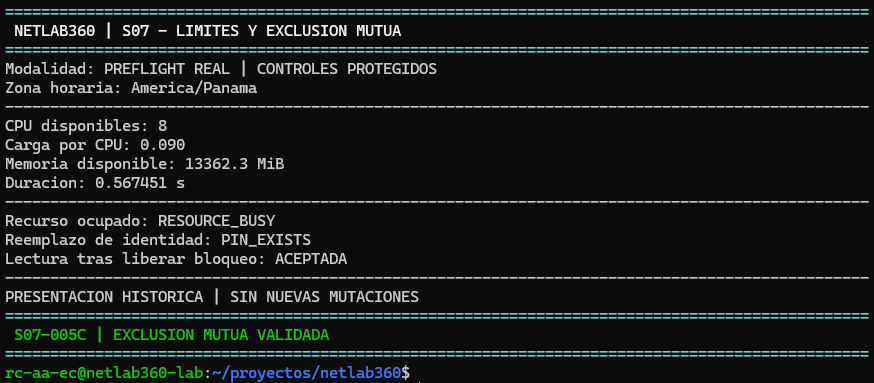 ================================================================================================
NETLAB360 | S07 - LIMITES Y EXCLUSION MUTUA
================================================================================================
Modalidad: PREFLIGHT REAL | CONTROLES PROTEGIDOS
Zona horaria: America/Panama
------------------------------------------------------------------------------------------------
CPU disponibles: 8
Carga por CPU: 0.090
Memoria disponible: 13362.3 MiB
Duracion: 0.567451 s
------------------------------------------------------------------------------------------------
Recurso ocupado: RESOURCE_BUSY
Reemplazo de identidad: PIN_EXISTS
Lectura tras liberar bloqueo: ACEPTADA
------------------------------------------------------------------------------------------------
PRESENTACION HISTORICA | SIN NUEVAS MUTACIONES
================================================================================================
S07-005C | EXCLUSION MUTUA VALIDADA
================================================================================================
rc-aa-ec@netlab360-lab:~/proyectos/netlab360$